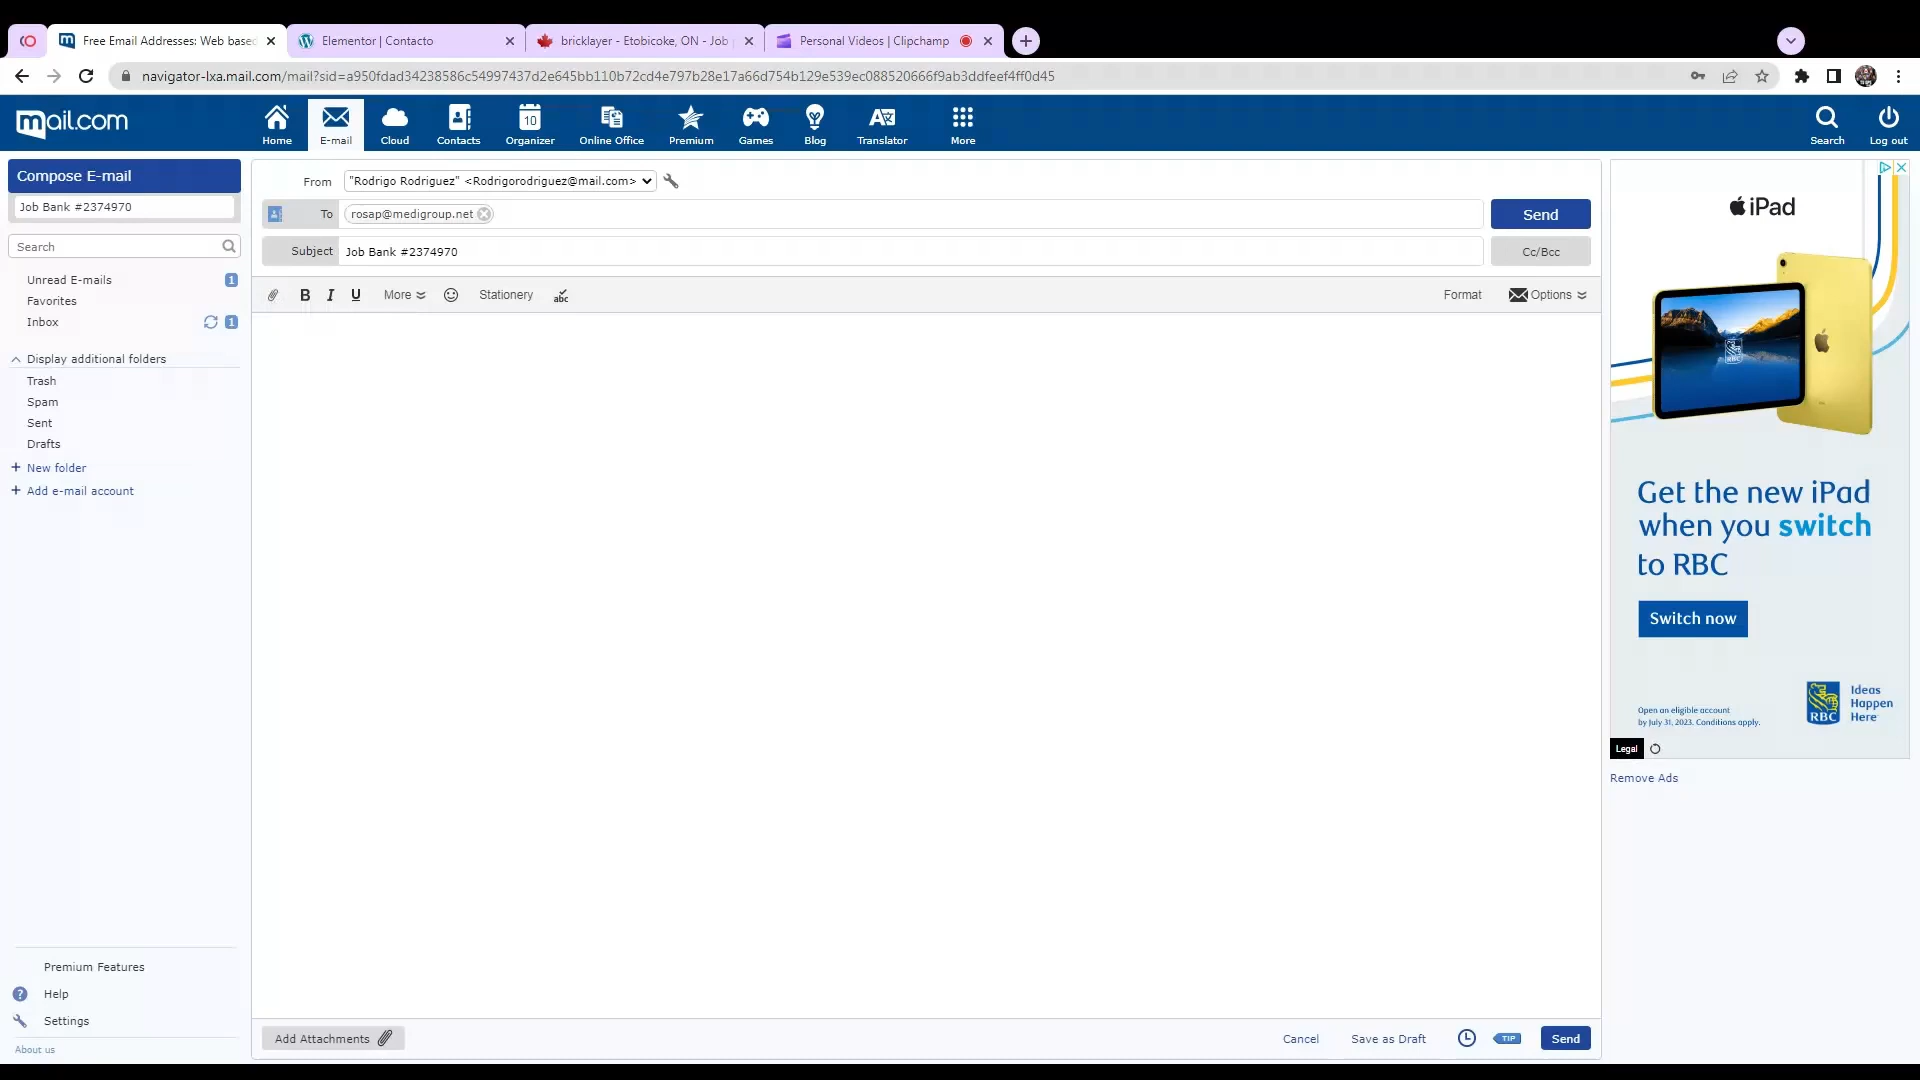 Free Email Addresses: Web based
Elementor | Contacto
bricklayer - Etobicoke, ON - Job
Personal Videos | Clipchamp
navigator-lxa.mail.com/mail?sid=a950fdad34238586c54997437d2e645bb110b72cd4e797b28e17a66d754b129e539ec088520666f9ab3ddfeef4ff0d45
mail.com
Home
E-mail
Cloud
Contacts
10
Organizer
Online Office
Premium
Games
Blog
Translator
More
Search
Log out
Compose E-mail
Job Bank #2374970
Search
Unread E-mails 1
Favorites
Inbox 1
Display additional folders
Trash
Spam
Sent
Drafts
+ New folder
+ Add e-mail account
Premium Features
? Help
Settings
About us
From "Rodrigo Rodriguez" <Rodrigorodriguez@mail.com>
To rosap@medigroup.net
Send
Subject Job Bank #2374970
Cc/Bcc
B I U More Stationery abc Format Options
Add Attachments
Cancel Save as Draft TIP Send
iPad
RBC
Get the new iPad
when you switch
to RBC
Switch now
Open an eligible account
by July 31, 2023. Conditions apply.
RBC
Ideas
Happen
Here
Legal
Remove Ads